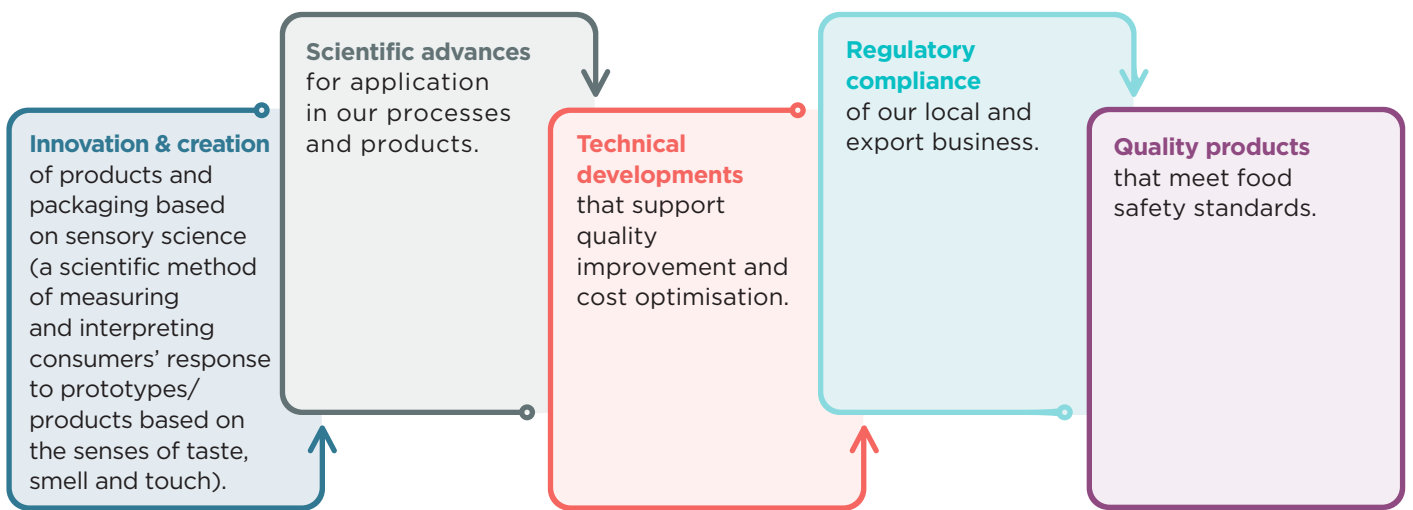 Innovation & creation
of products and
packaging based
on sensory science
(a scientific method
of measuring
and interpreting
consumers’ response
to prototypes/
products based on
the senses of taste,
smell and touch).
Scientific advances
for application
in our processes
and products.
Technical
developments
that support
quality
improvement and
cost optimisation.
Regulatory
compliance
of our local and
export business.
Quality products
that meet food
safety standards.